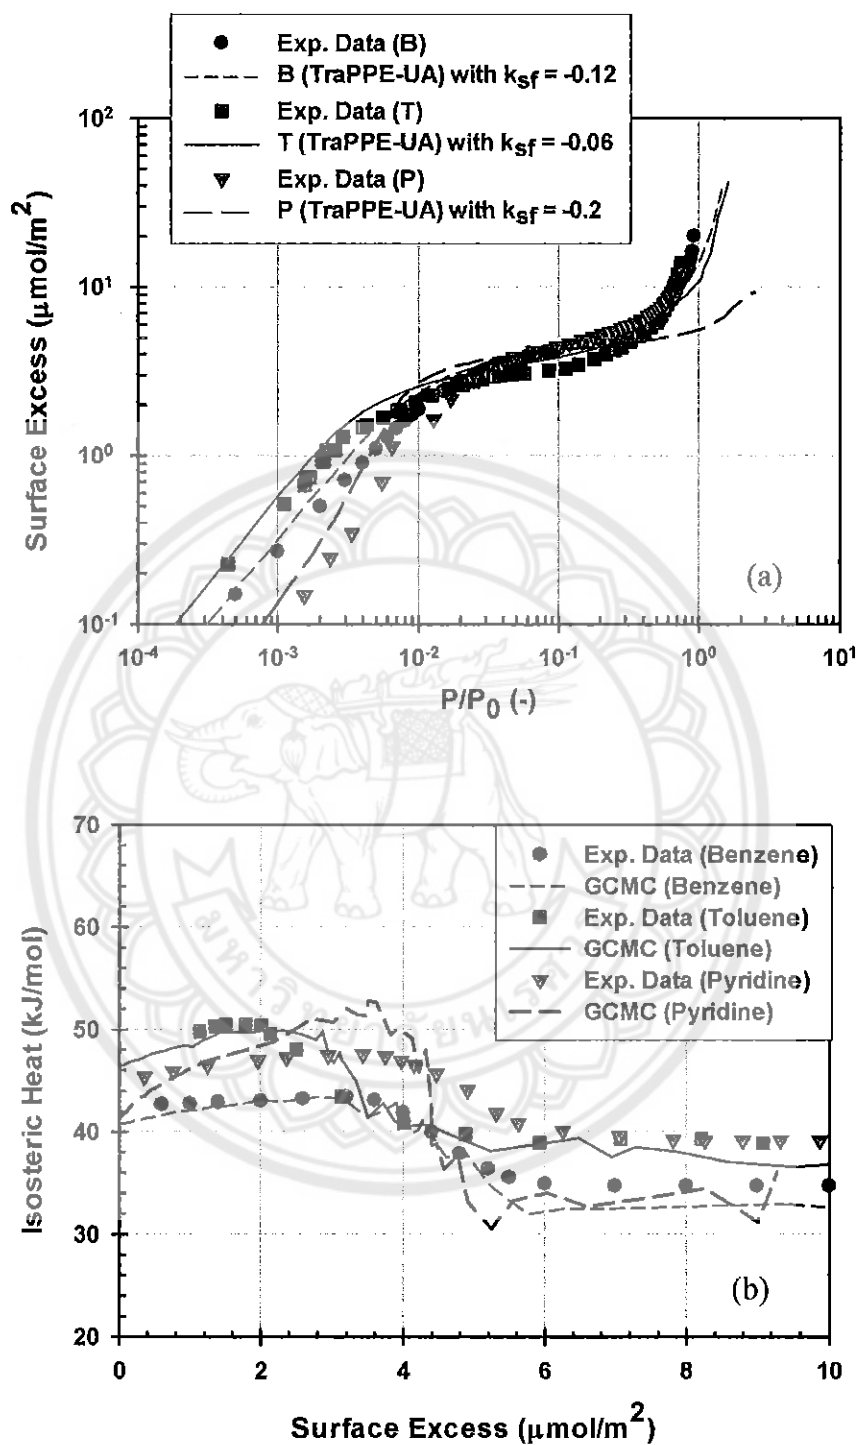 Exp. Data (B)
B (TraPPE-UA) with ksf = -0.12
Exp. Data (T)
T (TraPPE-UA) with ksf = -0.06
Exp. Data (P)
P (TraPPE-UA) with ksf = -0.2
10²
10¹
10⁰
10⁻¹
Surface Excess (μmol/m²)
(a)
10⁻⁴ 10⁻³ 10⁻² 10⁻¹ 10⁰ 10¹
P/P₀ (-)
Exp. Data (Benzene)
GCMC (Benzene)
Exp. Data (Toluene)
GCMC (Toluene)
Exp. Data (Pyridine)
GCMC (Pyridine)
70
60
50
40
30
20
Isosteric Heat (kJ/mol)
(b)
0 2 4 6 8 10
Surface Excess (μmol/m²)